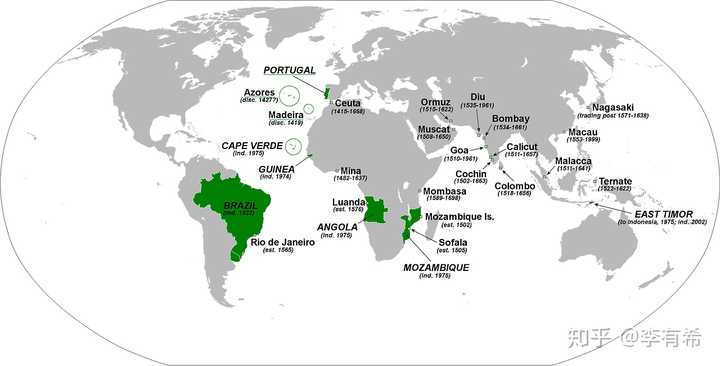 PORTUGAL
Azores
(disc. 1427?)
Madeira
(disc. 1419)
Ceuta
(1415-1668)
CAPE VERDE
(ind. 1975)
GUINEA
(ind. 1974)
Mina
(1482-1637)
BRAZIL
(ind. 1822)
Rio de Janeiro
(est. 1565)
Luanda
(est. 1576)
ANGOLA
(ind. 1975)
Ormuz
(1515-1622)
Muscat
(1508-1650)
Diu
(1535-1961)
Bombay
(1534-1661)
Goa
(1510-1961)
Calicut
(1511-1657)
Cochin
(1502-1663)
Colombo
(1518-1656)
Mombasa
(1589-1698)
Mozambique Is.
(est. 1502)
Sofala
(est. 1505)
MOZAMBIQUE
(ind. 1975)
Nagasaki
(trading post 1571-1638)
Macau
(1553-1999)
Malacca
(1511-1641)
Ternate
(1522-1622)
EAST TIMOR
(to Indonesia, 1975; ind. 2002)
知乎 @李有希